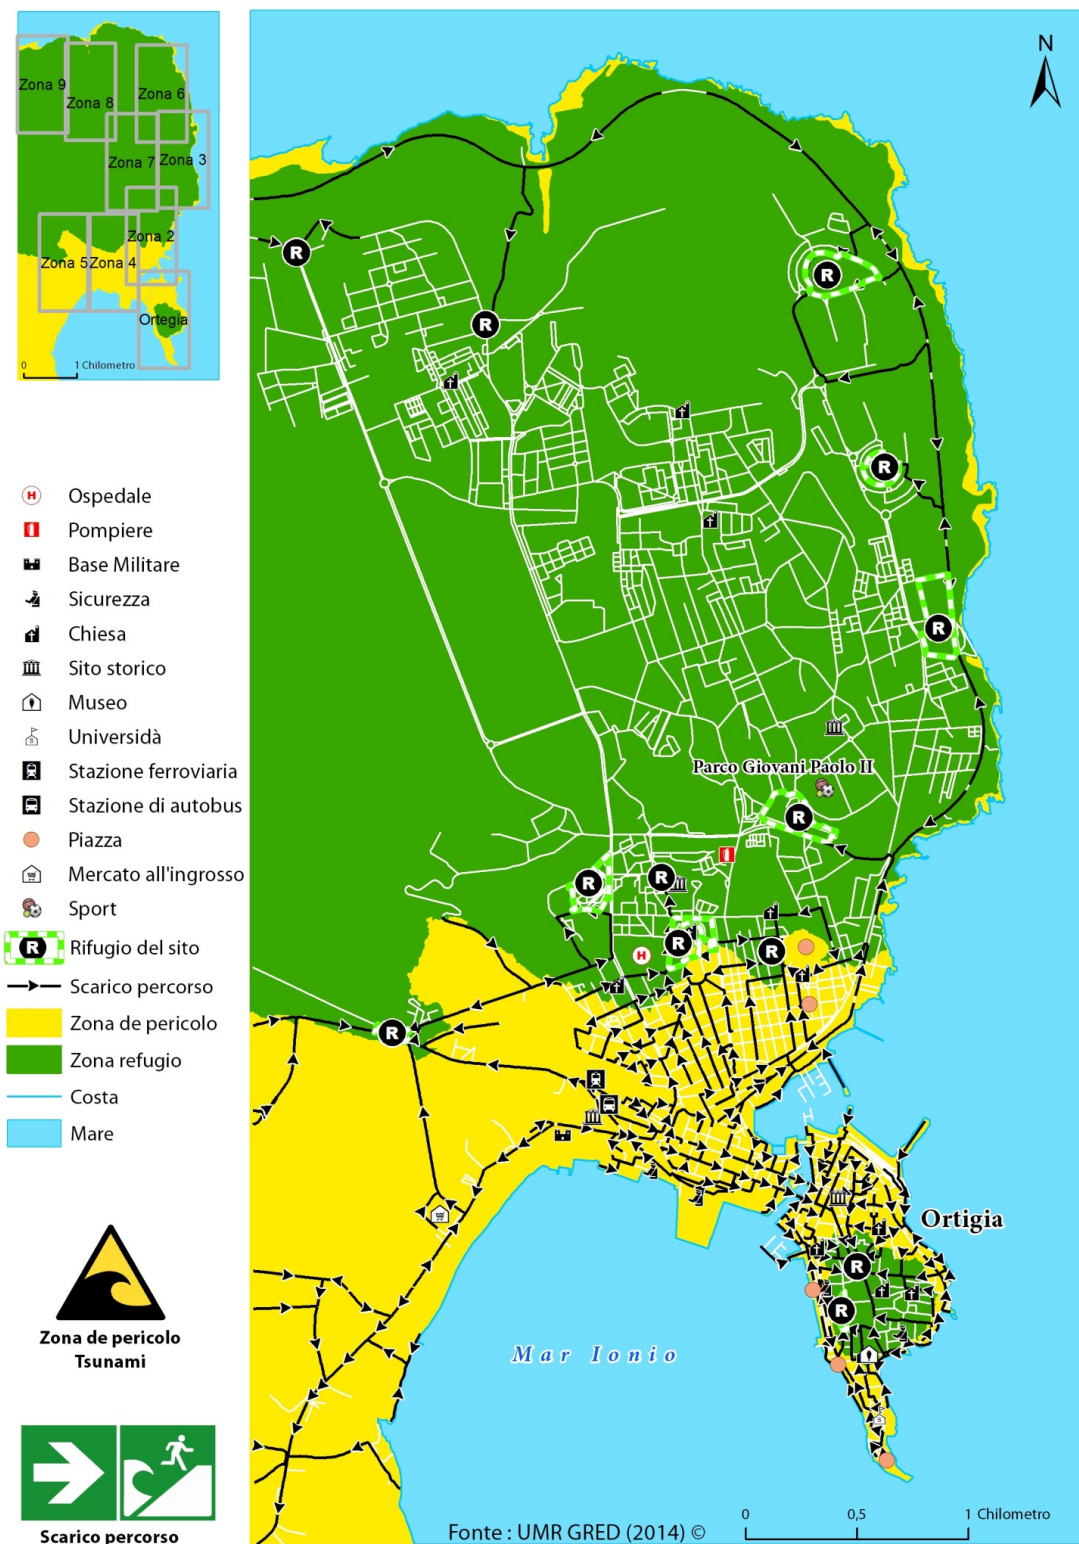 Zona 9
Zona 8
Zona 6
Zona 7
Zona 3
Zona 2
Zona 5
Zona 4
Ortegia
0
1 Chilometro
N
H Ospedale
Pompiere
Base Militare
Sicurezza
Chiesa
Sito storico
Museo
Universidà
Stazione ferroviaria
Stazione di autobus
Piazza
Mercato all'ingrosso
Sport
R Rifugio del sito
Scarico percorso
Zona de pericolo
Zona refugio
Costa
Mare
Zona de pericolo
Tsunami
Scarico percorso
R
R
R
R
R
Parco Giovani Paolo II
R
R
R
R
R
H
R
Ortigia
R
R
Mar Ionio
0
0,5
1 Chilometro
Fonte : UMR GRED (2014) ©